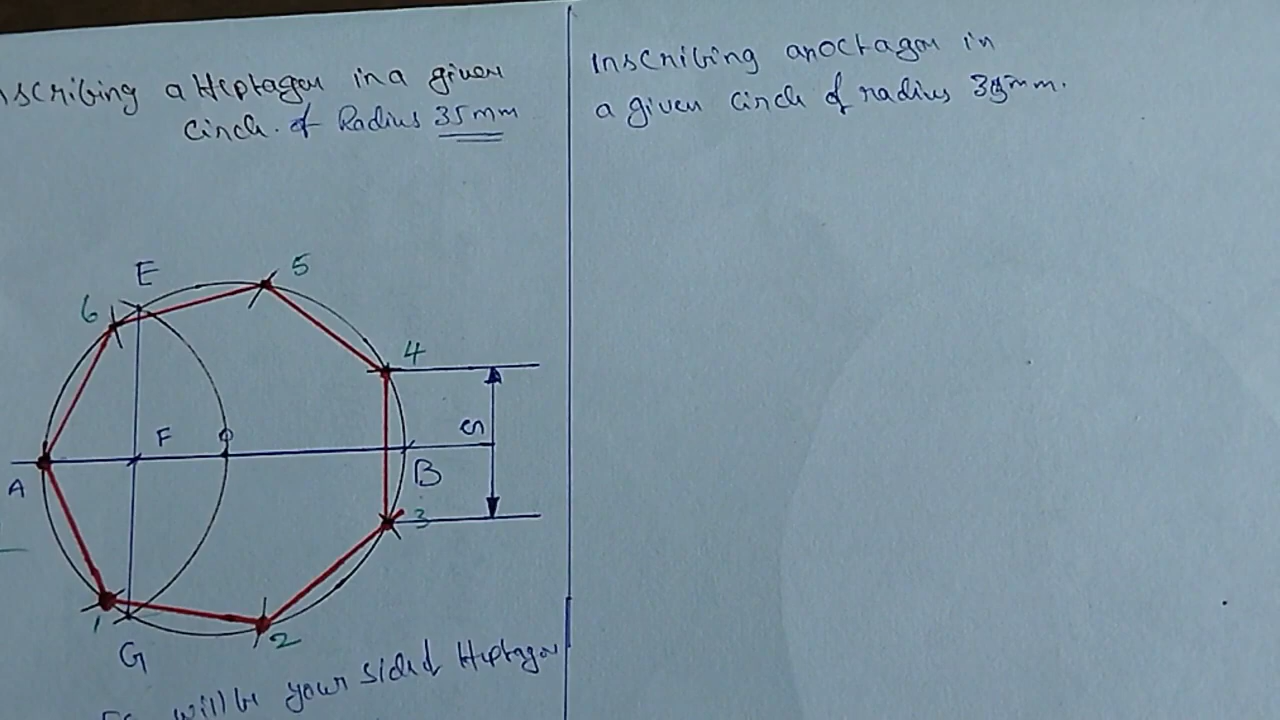 nscribing a Heptagon in a given
Circle. of Radius 35mm
Inscribing an octagon in
a given Circle of radius 35mm.
E
5
6
4
F
O
S
A
B
3
1
2
G
will be your sided Heptagon